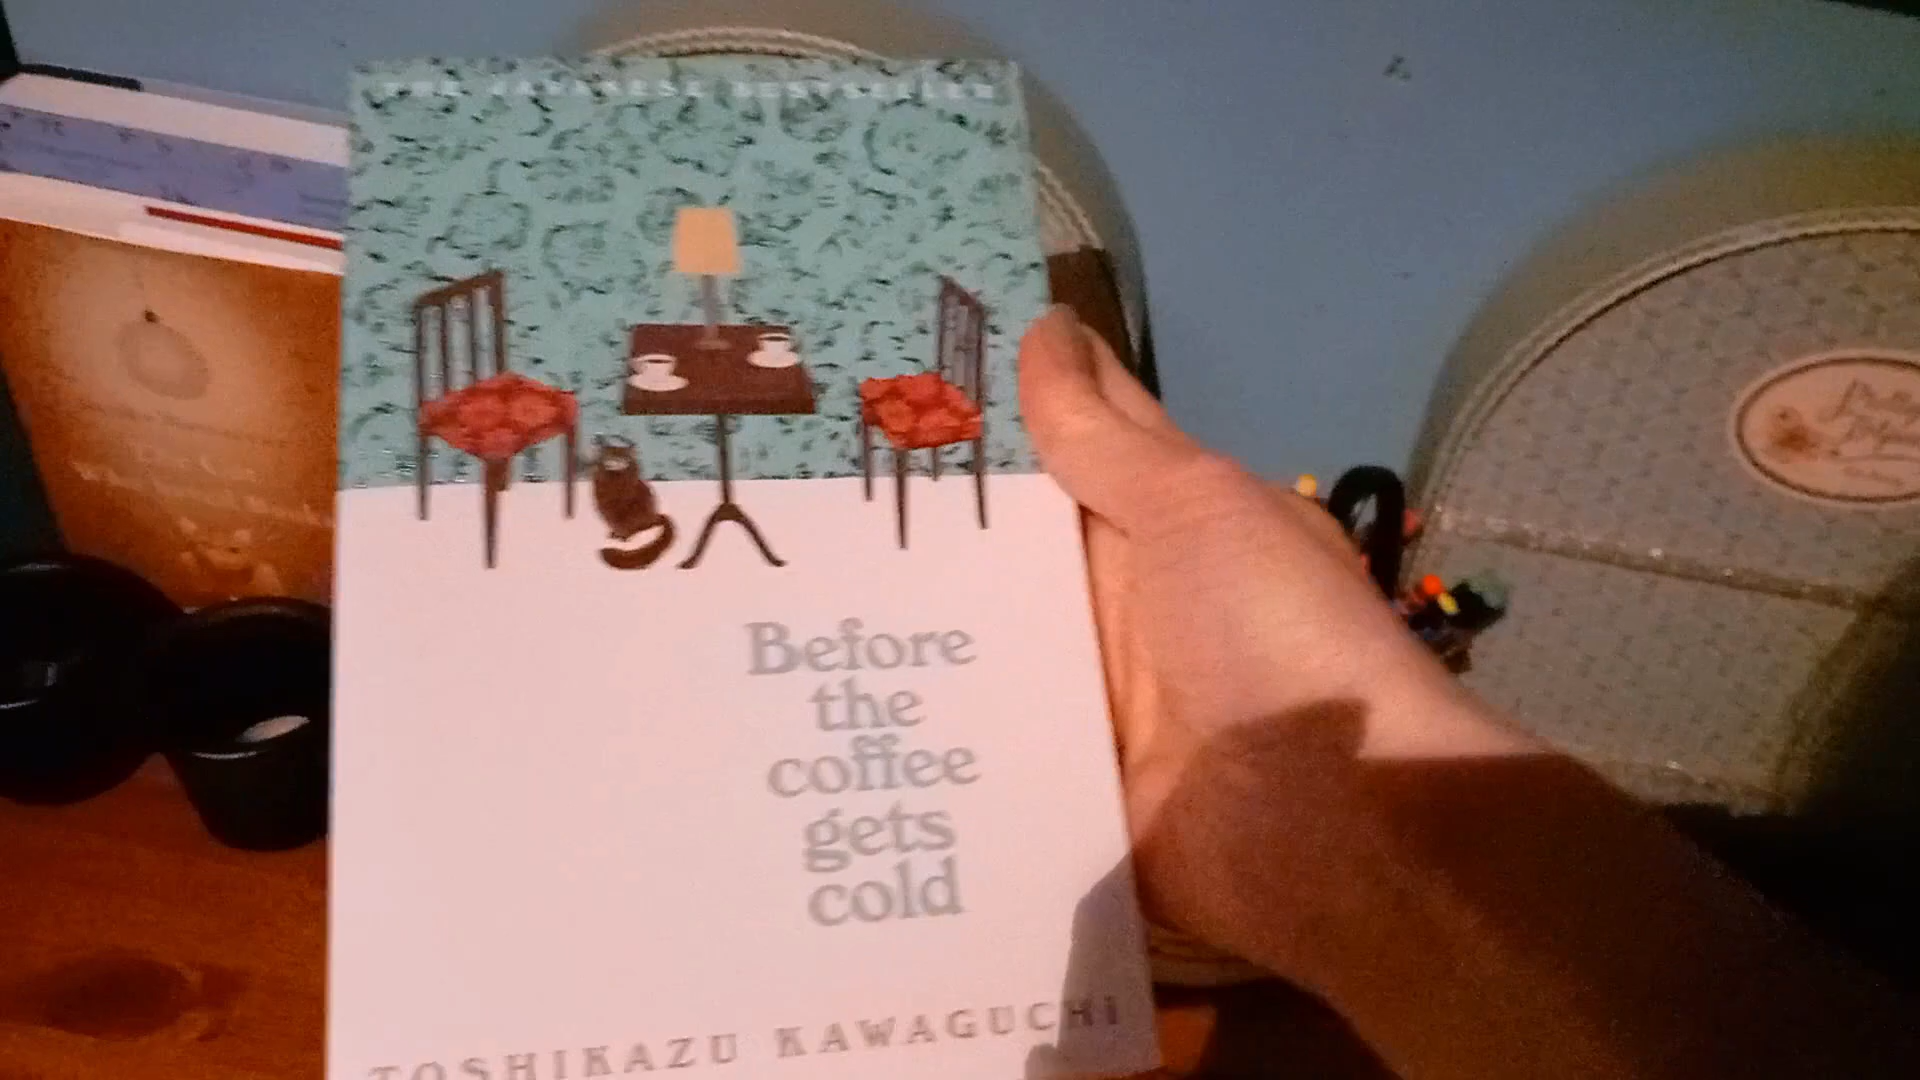 THE JAPANESE BESTSELLER
Before
the
coffee
gets
cold
TOSHIKAZU KAWAGUCHI